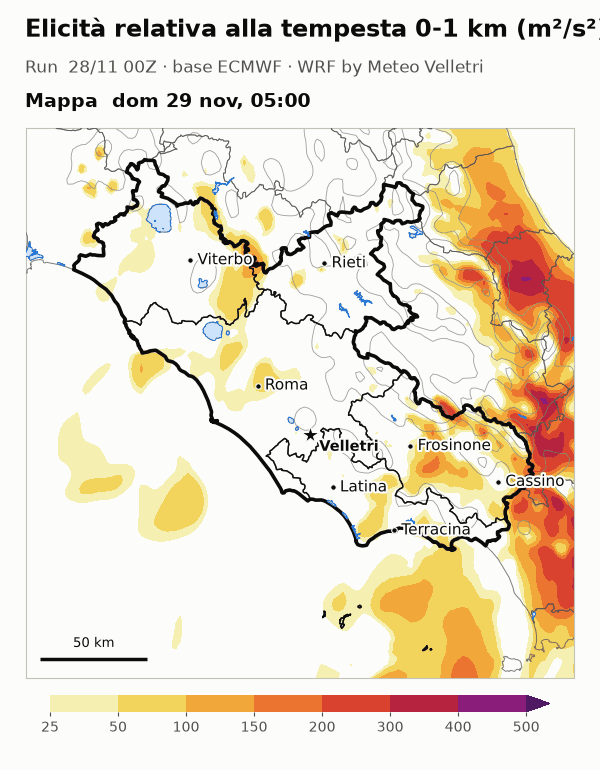 Elicità relativa alla tempesta 0-1 km (m²/s²)
Run 28/11 00Z · base ECMWF · WRF by Meteo Velletri
Mappa dom 29 nov, 05:00
Viterbo
Rieti
Roma
Velletri
Frosinone
Latina
Cassino
Terracina
50 km
25 50 100 150 200 300 400 500